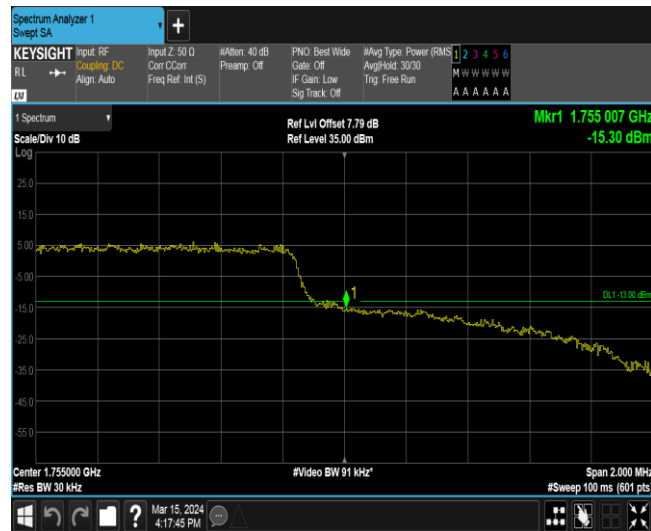 Spectrum Analyzer 1
Swept SA
KEYSIGHT
RL
LXI
Input: RF
Coupling: DC
Align: Auto
Input Z: 50 Ω
Corr CCorr
Freq Ref: Int (S)
#Atten: 40 dB
Preamp: Off
PNO: Best Wide
Gate: Off
IF Gain: Low
Sig Track: Off
#Avg Type: Power (RMS
Avg|Hold: 30/30
Trig: Free Run
1 2 3 4 5 6
M W W W W W
A A A A A A
1 Spectrum
Scale/Div 10 dB
Log
Ref Lvl Offset 7.79 dB
Ref Level 35.00 dBm
Mkr1 1.755 007 GHz
-15.30 dBm
25.0
15.0
5.00
-5.00
1
DL1 -13.00 dBm
-15.0
-25.0
-35.0
-45.0
-55.0
Center 1.755000 GHz
#Res BW 30 kHz
#Video BW 91 kHz*
Span 2.000 MHz
#Sweep 100 ms (601 pts)
?
Mar 15, 2024
4:17:45 PM